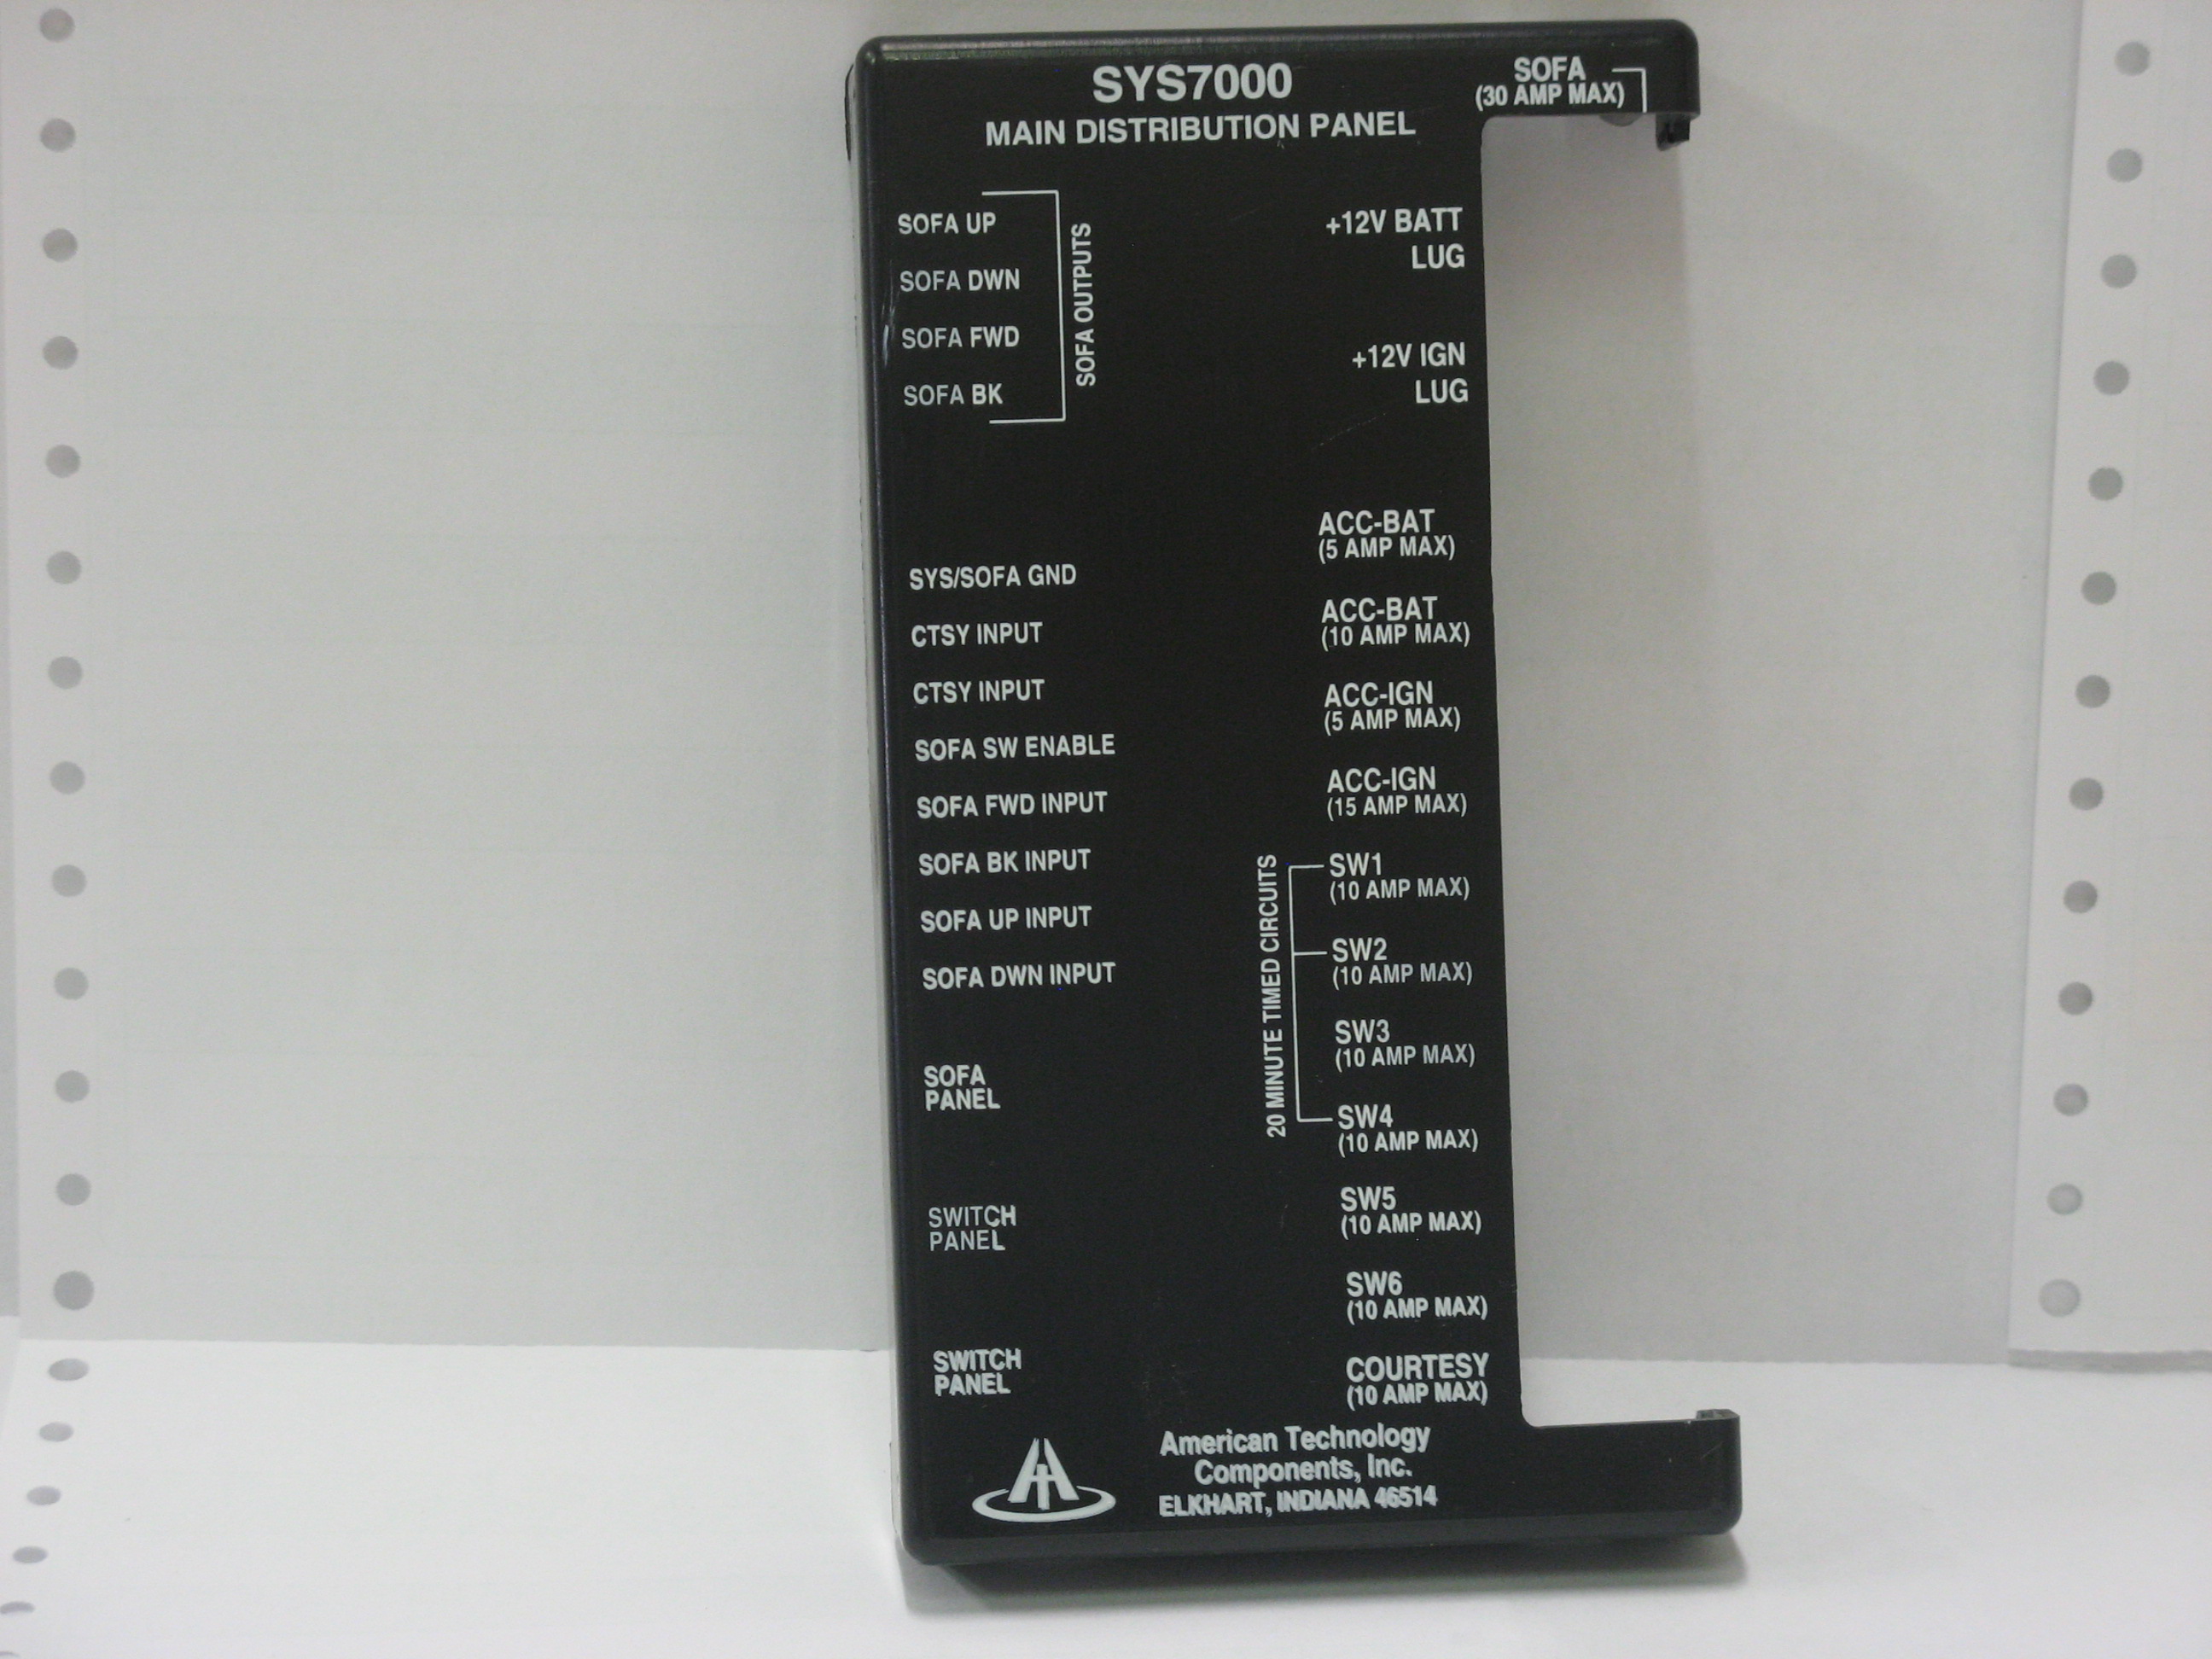 SYS7000
MAIN DISTRIBUTION PANEL
SOFA
(30 AMP MAX)
SOFA UP
SOFA DWN
SOFA FWD
SOFA BK
SOFA OUTPUTS
+12V BATT
LUG
+12V IGN
LUG
SYS/SOFA GND
CTSY INPUT
CTSY INPUT
SOFA SW ENABLE
SOFA FWD INPUT
SOFA BK INPUT
SOFA UP INPUT
SOFA DWN INPUT
SOFA
PANEL
SWITCH
PANEL
SWITCH
PANEL
ACC-BAT
(5 AMP MAX)
ACC-BAT
(10 AMP MAX)
ACC-IGN
(5 AMP MAX)
ACC-IGN
(15 AMP MAX)
20 MINUTE TIMED CIRCUITS
SW1
(10 AMP MAX)
SW2
(10 AMP MAX)
SW3
(10 AMP MAX)
SW4
(10 AMP MAX)
SW5
(10 AMP MAX)
SW6
(10 AMP MAX)
COURTESY
(10 AMP MAX)
American Technology
Components, Inc.
ELKHART, INDIANA 46514